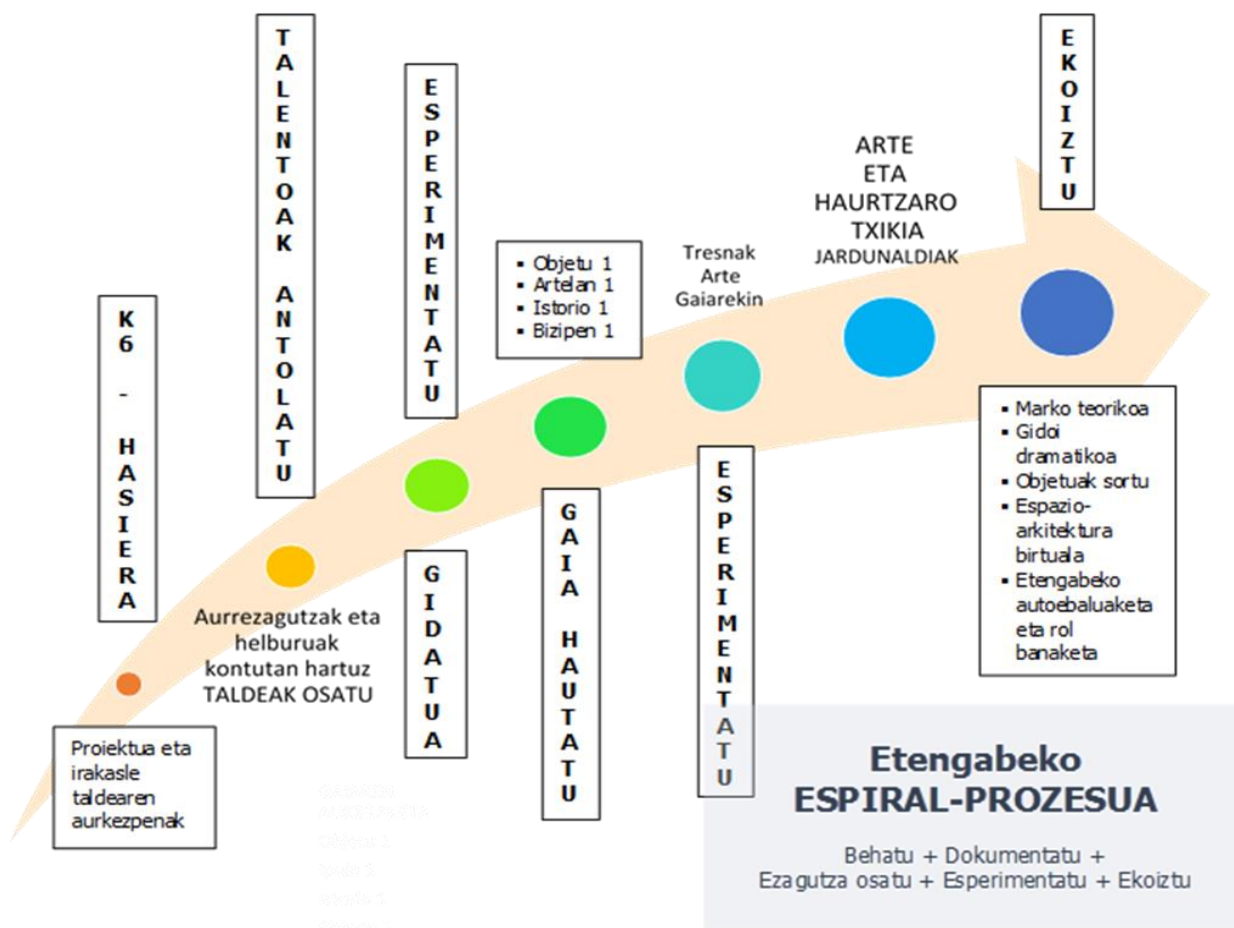 K6 - HASIERA
Proiektua eta
irakasle
taldearen
aurkezpenak
TALENTOAK ANTOLATU
Aurrezagutzak eta
helburuak
kontutan hartuz
TALDEAK OSATU
ESPERIMENTATU
GIDATUA
▪ Objetu 1
▪ Artelan 1
▪ Istorio 1
▪ Bizipen 1
GAIA HAUTATU
Tresnak
Arte
Gaiarekin
ESPERIMENTATU
ARTE
ETA
HAURTZARO
TXIKIA
JARDUNALDIAK
EKOIZTU
▪ Marko teorikoa
▪ Gidoi
dramatikoa
▪ Objetuak sortu
▪ Espazio-
arkitektura
birtuala
▪ Etengabeko
autoebaluaketa
eta rol
banaketa
Etengabeko
ESPIRAL-PROZESUA
Behatu + Dokumentatu +
Ezagutza osatu + Esperimentatu + Ekoiztu